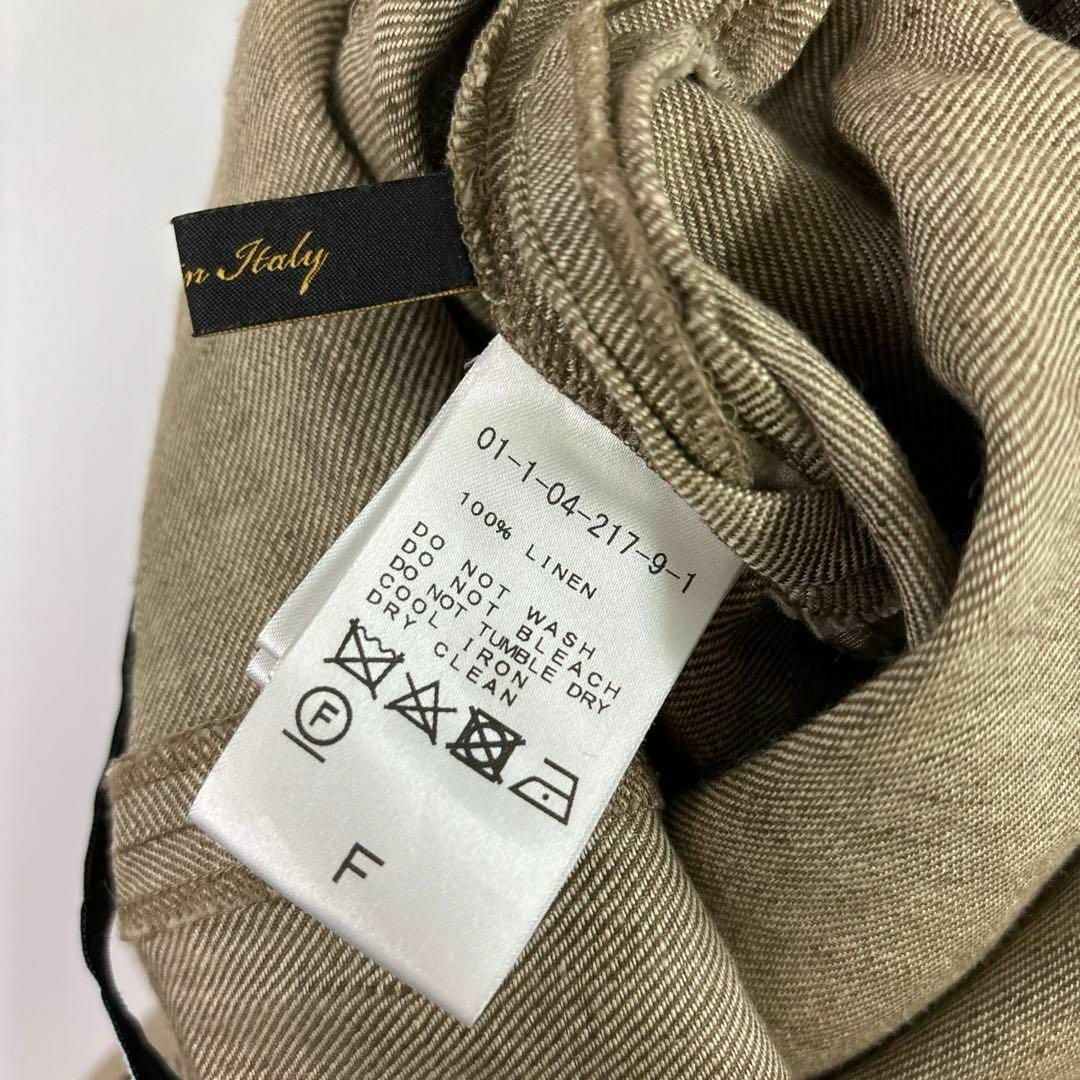 in Italy
01-1-04-217-9-1
100% LINEN
DO NOT WASH
DO NOT BLEACH
DO NOT TUMBLE DRY
COOL IRON
DRY CLEAN
F
F